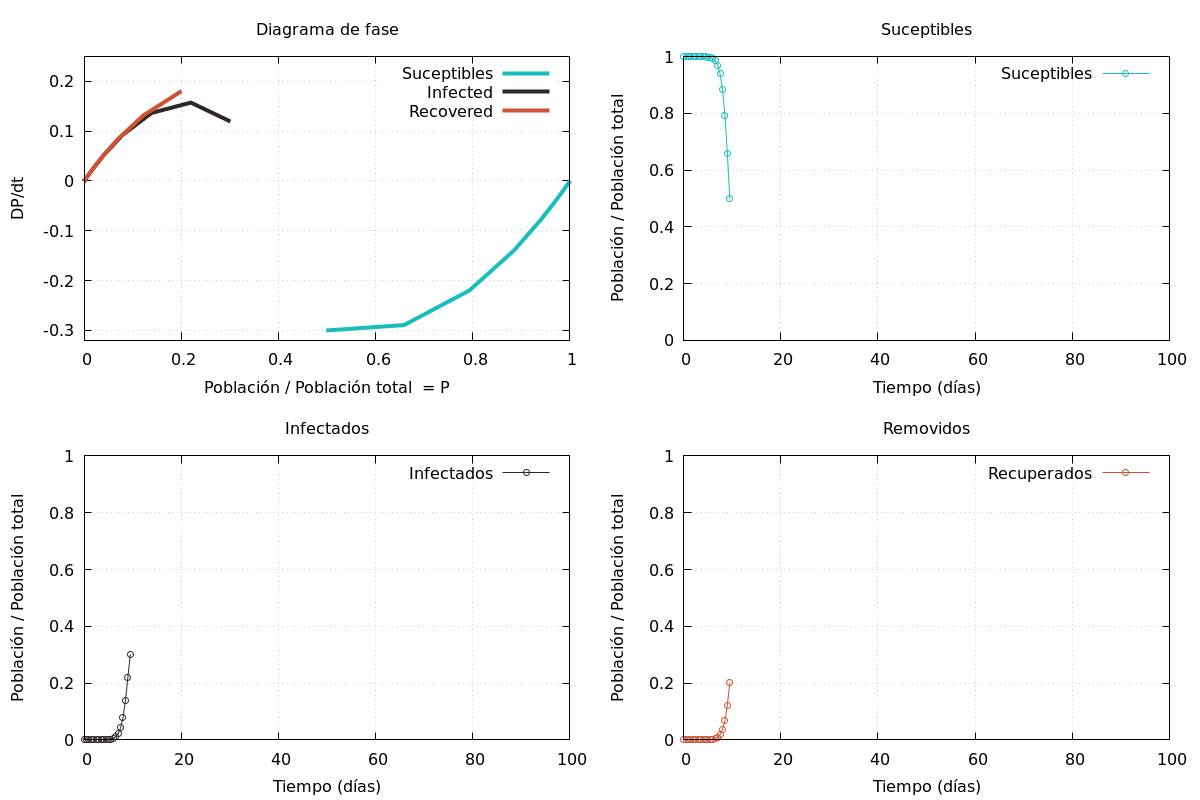 Diagrama de fase
Suceptibles
Infected
Recovered
0.2
0.1
0
-0.1
-0.2
-0.3
DP/dt
0 0.2 0.4 0.6 0.8 1
Población / Población total = P
Suceptibles
Suceptibles
1
0.8
0.6
0.4
0.2
0
Población / Población total
0 20 40 60 80 100
Tiempo (días)
Infectados
Infectados
1
0.8
0.6
0.4
0.2
0
Población / Población total
0 20 40 60 80 100
Tiempo (días)
Removidos
Recuperados
1
0.8
0.6
0.4
0.2
0
Población / Población total
0 20 40 60 80 100
Tiempo (días)